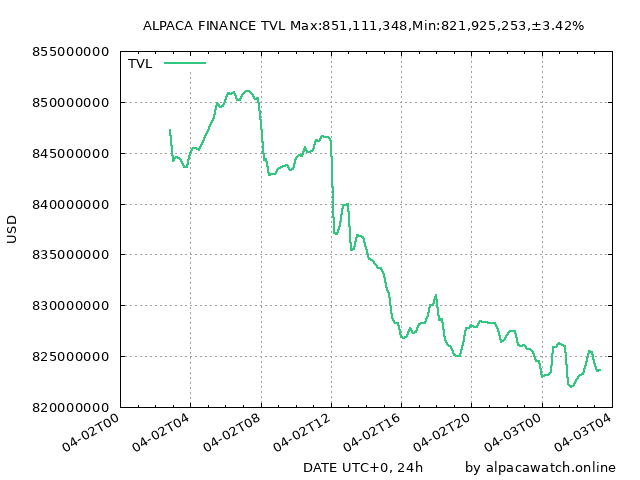 ALPACA FINANCE TVL Max:851,111,348,Min:821,925,253,±3.42%
TVL
USD
855000000
850000000
845000000
840000000
835000000
830000000
825000000
820000000
04-02T00 04-02T04 04-02T08 04-02T12 04-02T16 04-02T20 04-03T00 04-03T04
DATE UTC+0, 24h by alpacawatch.online